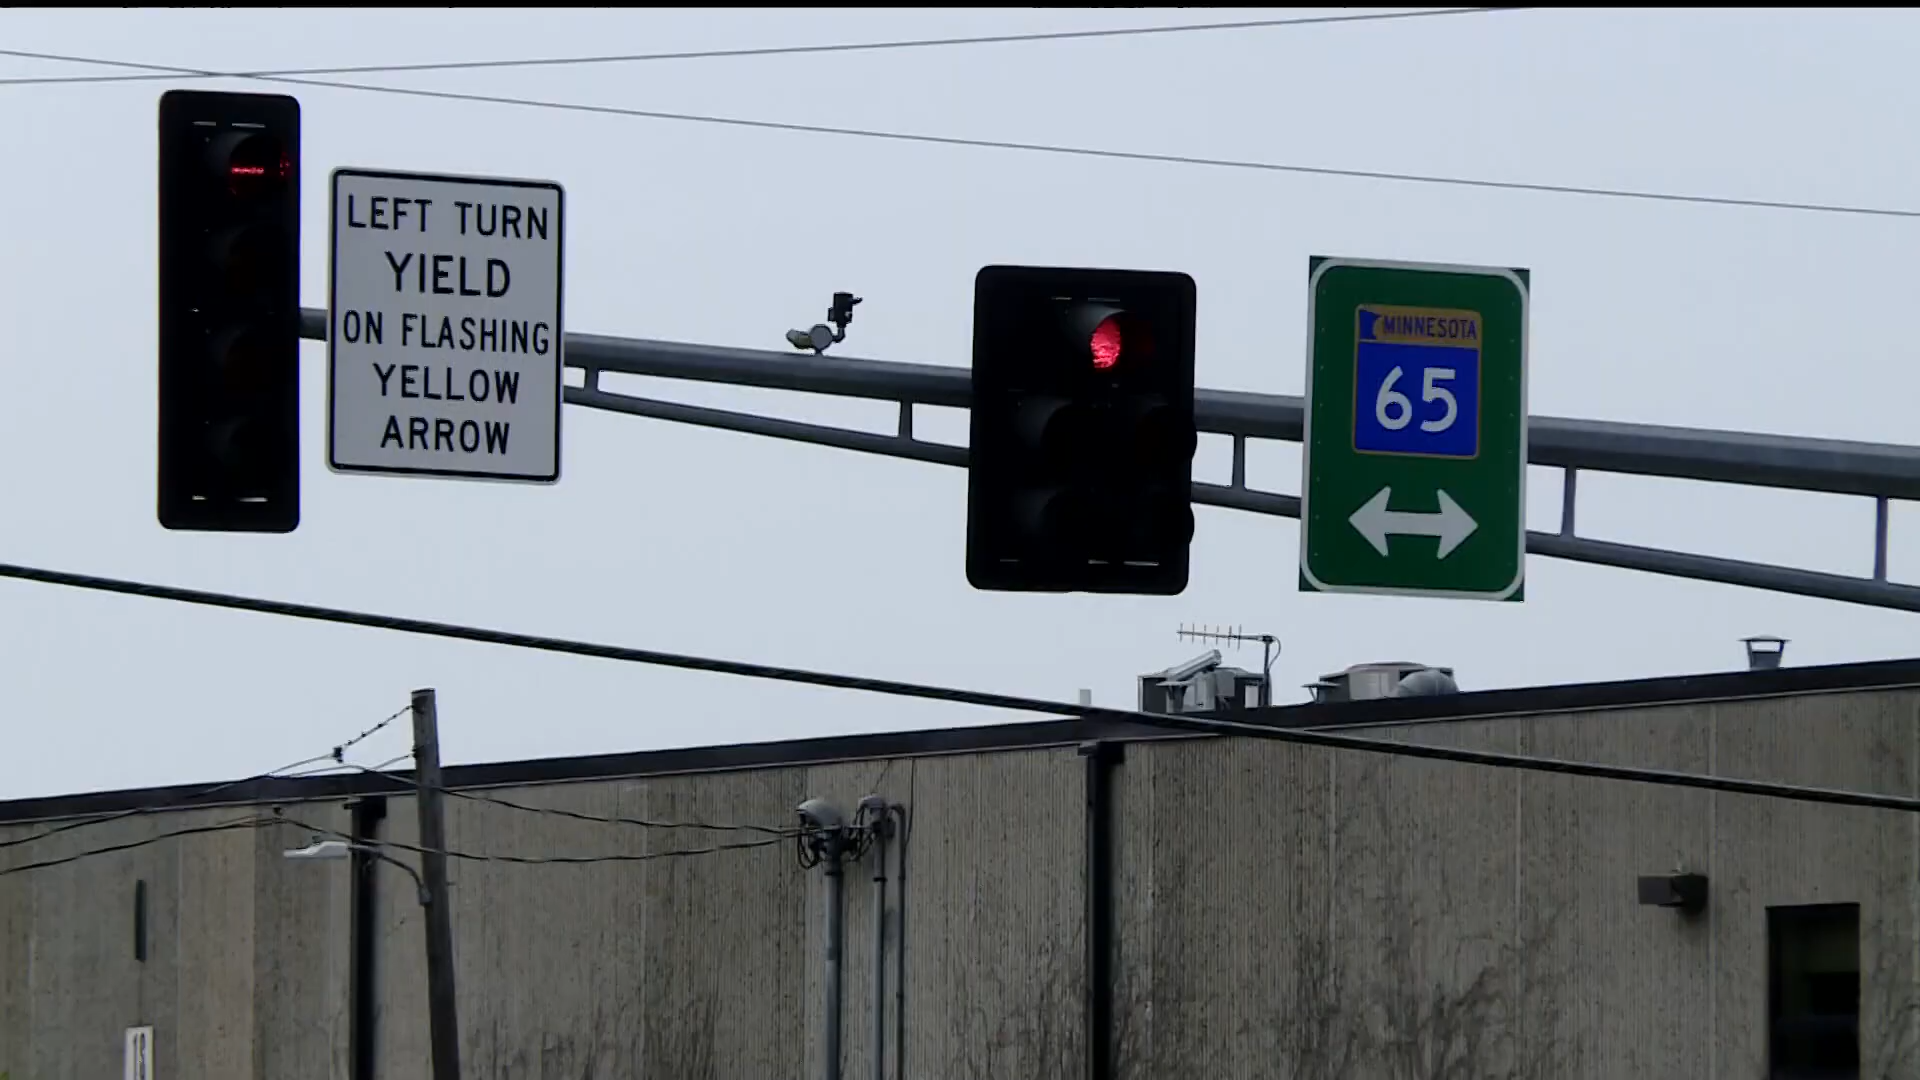 LEFT TURN
YIELD
ON FLASHING
YELLOW
ARROW
MINNESOTA
65